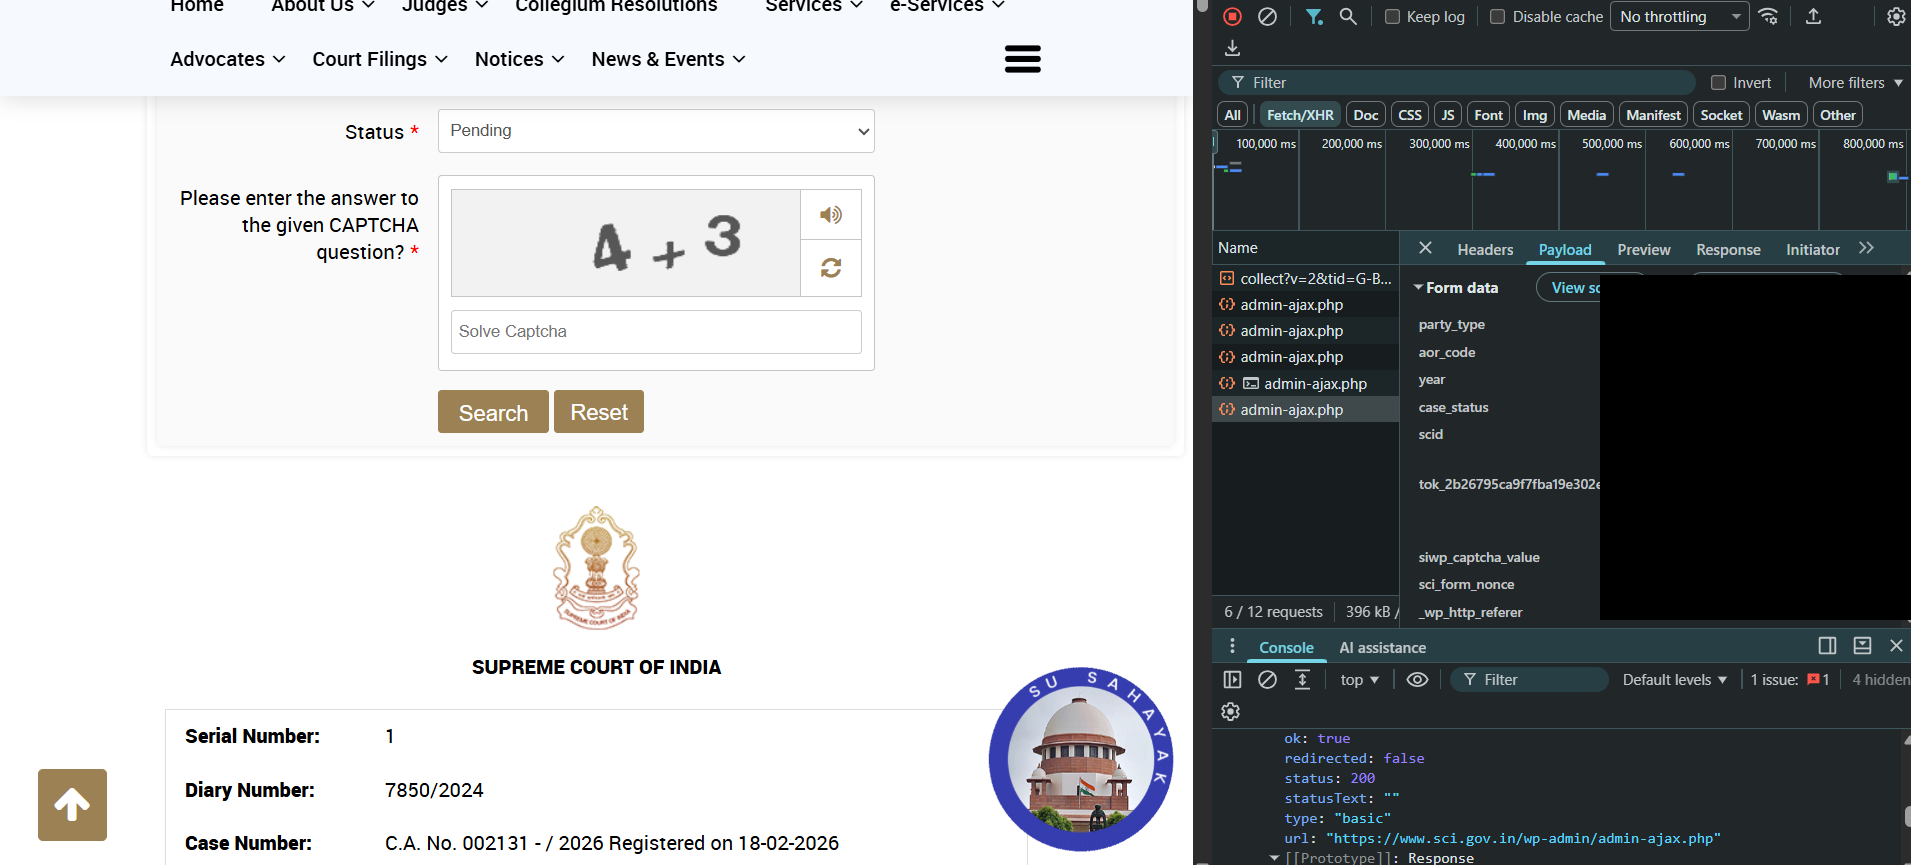 Home About Us Judges Collegium Resolutions Services e-Services
Advocates Court Filings Notices News & Events
Status *
Pending
Please enter the answer to
the given CAPTCHA
question? *
4 + 3
Solve Captcha
Search Reset
SUPREME COURT OF INDIA
SU SAHAYAK
Serial Number: 1
Diary Number: 7850/2024
Case Number: C.A. No. 002131 - / 2026 Registered on 18-02-2026
Keep log Disable cache No throttling
Filter Invert More filters
All Fetch/XHR Doc CSS JS Font Img Media Manifest Socket Wasm Other
100,000 ms 200,000 ms 300,000 ms 400,000 ms 500,000 ms 600,000 ms 700,000 ms 800,000 ms
Name
Headers Payload Preview Response Initiator
collect?v=2&tid=G-B...
admin-ajax.php
admin-ajax.php
admin-ajax.php
admin-ajax.php
admin-ajax.php
6 / 12 requests 396 kB /
Form data View
party_type
aor_code
year
case_status
scid
tok_2b26795ca9f7fba19e302e
siwp_captcha_value
sci_form_nonce
_wp_http_referer
Console AI assistance
top Filter Default levels 1 issue: 1 4 hidden
ok: true
redirected: false
status: 200
statusText: ""
type: "basic"
url: "https://www.sci.gov.in/wp-admin/admin-ajax.php"
[[Prototype]]: Response